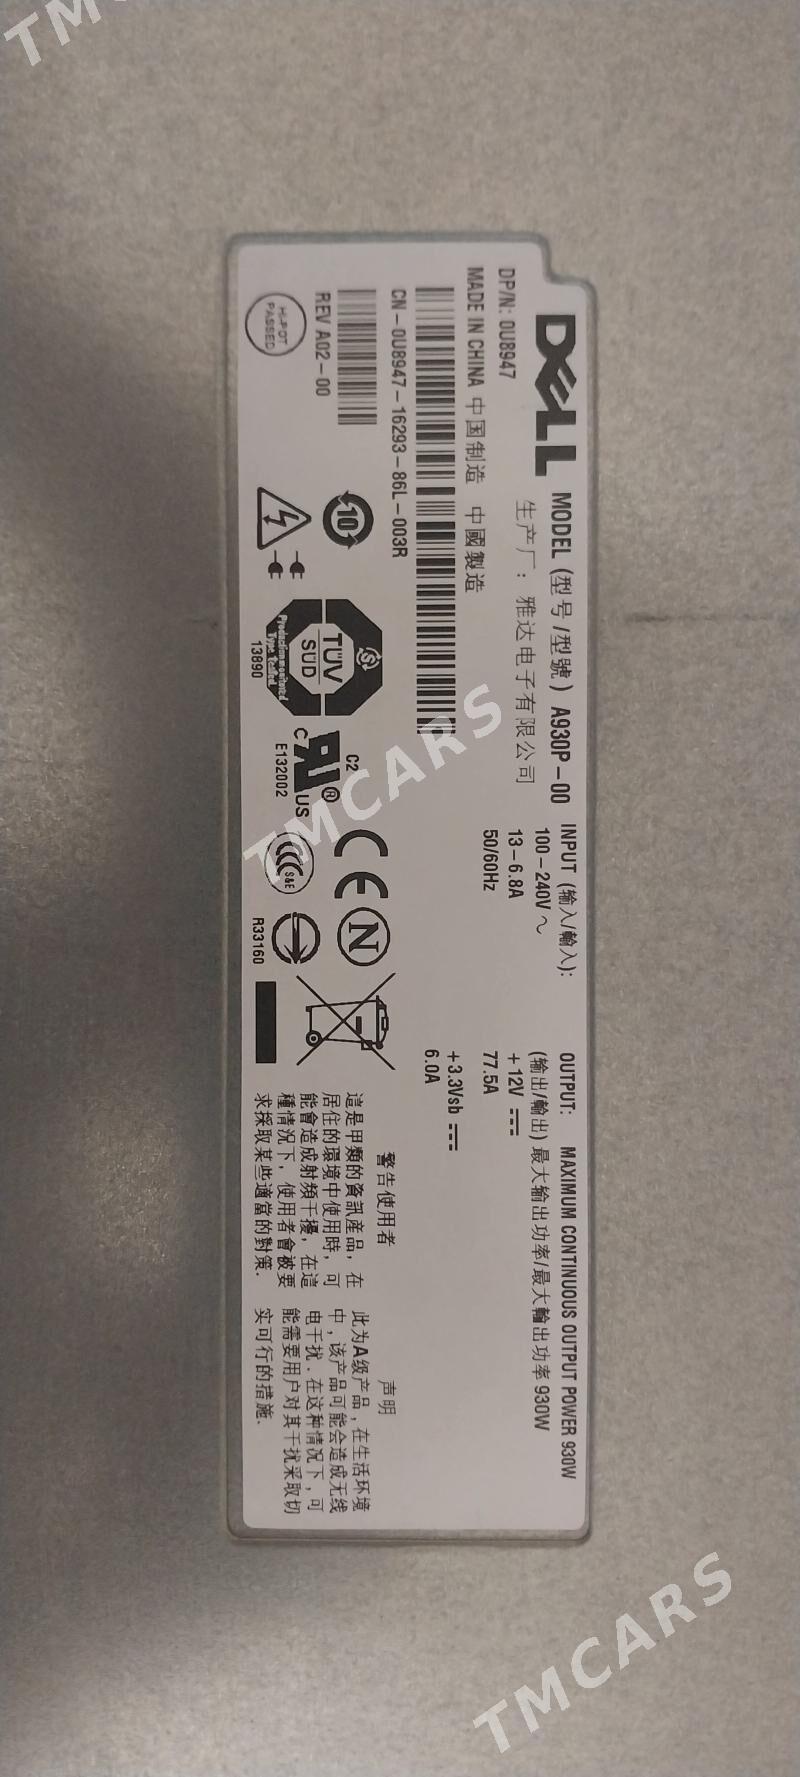 DELL
MODEL (型号/型號) A930P-00
生产厂: 雅达电子有限公司
DP/N: 0U8947
MADE IN CHINA 中国制造 中國製造
CN-0U8947-16293-86L-003R
REV A02-00
HI-POT
PASSED
INPUT (输入/輸入):
100-240V ~
13-6.8A
50/60Hz
OUTPUT: MAXIMUM CONTINUOUS OUTPUT POWER 930W
(输出/輸出) 最大输出功率/最大輸出功率 930W
+12V
77.5A
+3.3Vsb
6.0A
10
TÜV
SÜD
Production monitored
Type tested
13890
C2
C US ®
E132002
CE
N
CCC S&E
R33160
警告使用者
這是甲類的資訊產品, 在
居住的環境中使用時, 可
能會造成射頻干擾, 在這
種情況下, 使用者會被要
求採取某些適當的對策.
声明
此为A级产品, 在生活环境
中, 该产品可能会造成无线
电干扰. 在这种情况下, 可
能需要用户对其干扰采取切
实可行的措施.
TMCARS
TMCARS